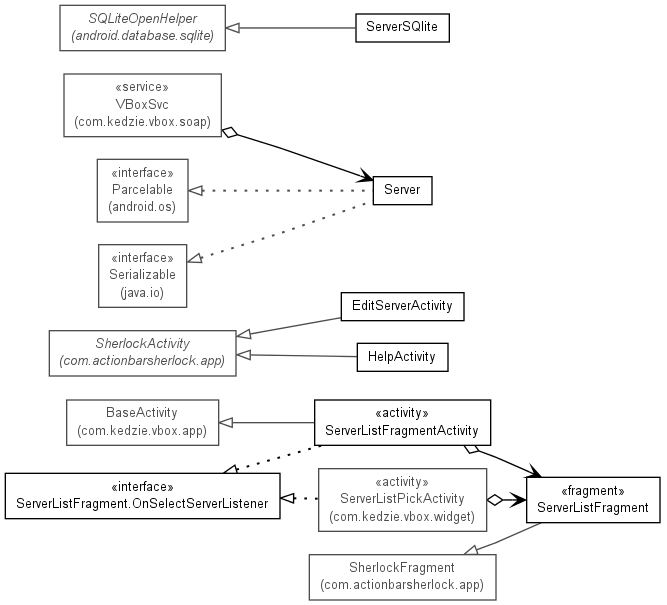 SQLiteOpenHelper
(android.database.sqlite)
ServerSQlite
«service»
VBoxSvc
(com.kedzie.vbox.soap)
«interface»
Parcelable
(android.os)
Server
«interface»
Serializable
(java.io)
EditServerActivity
SherlockActivity
(com.actionbarsherlock.app)
HelpActivity
BaseActivity
(com.kedzie.vbox.app)
«activity»
ServerListFragmentActivity
«interface»
ServerListFragment.OnSelectServerListener
«activity»
ServerListPickActivity
(com.kedzie.vbox.widget)
«fragment»
ServerListFragment
SherlockFragment
(com.actionbarsherlock.app)